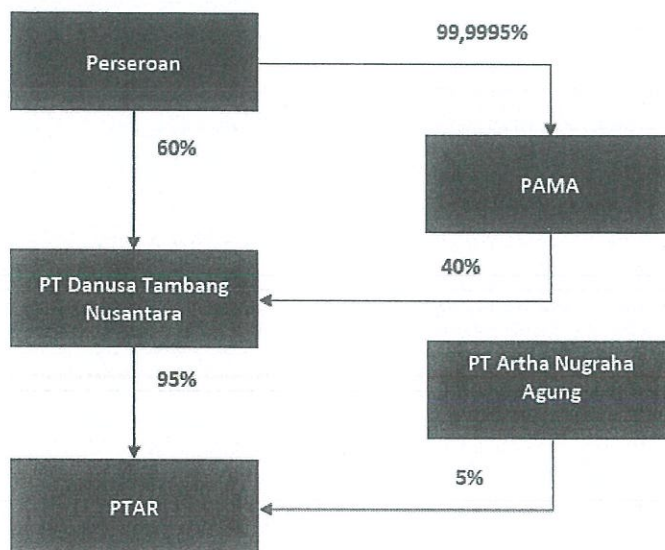 99,9995%
Perseroan
60%
PAMA
40%
PT Danusa Tambang
Nusantara
95%
PT Artha Nugraha
Agung
5%
PTAR